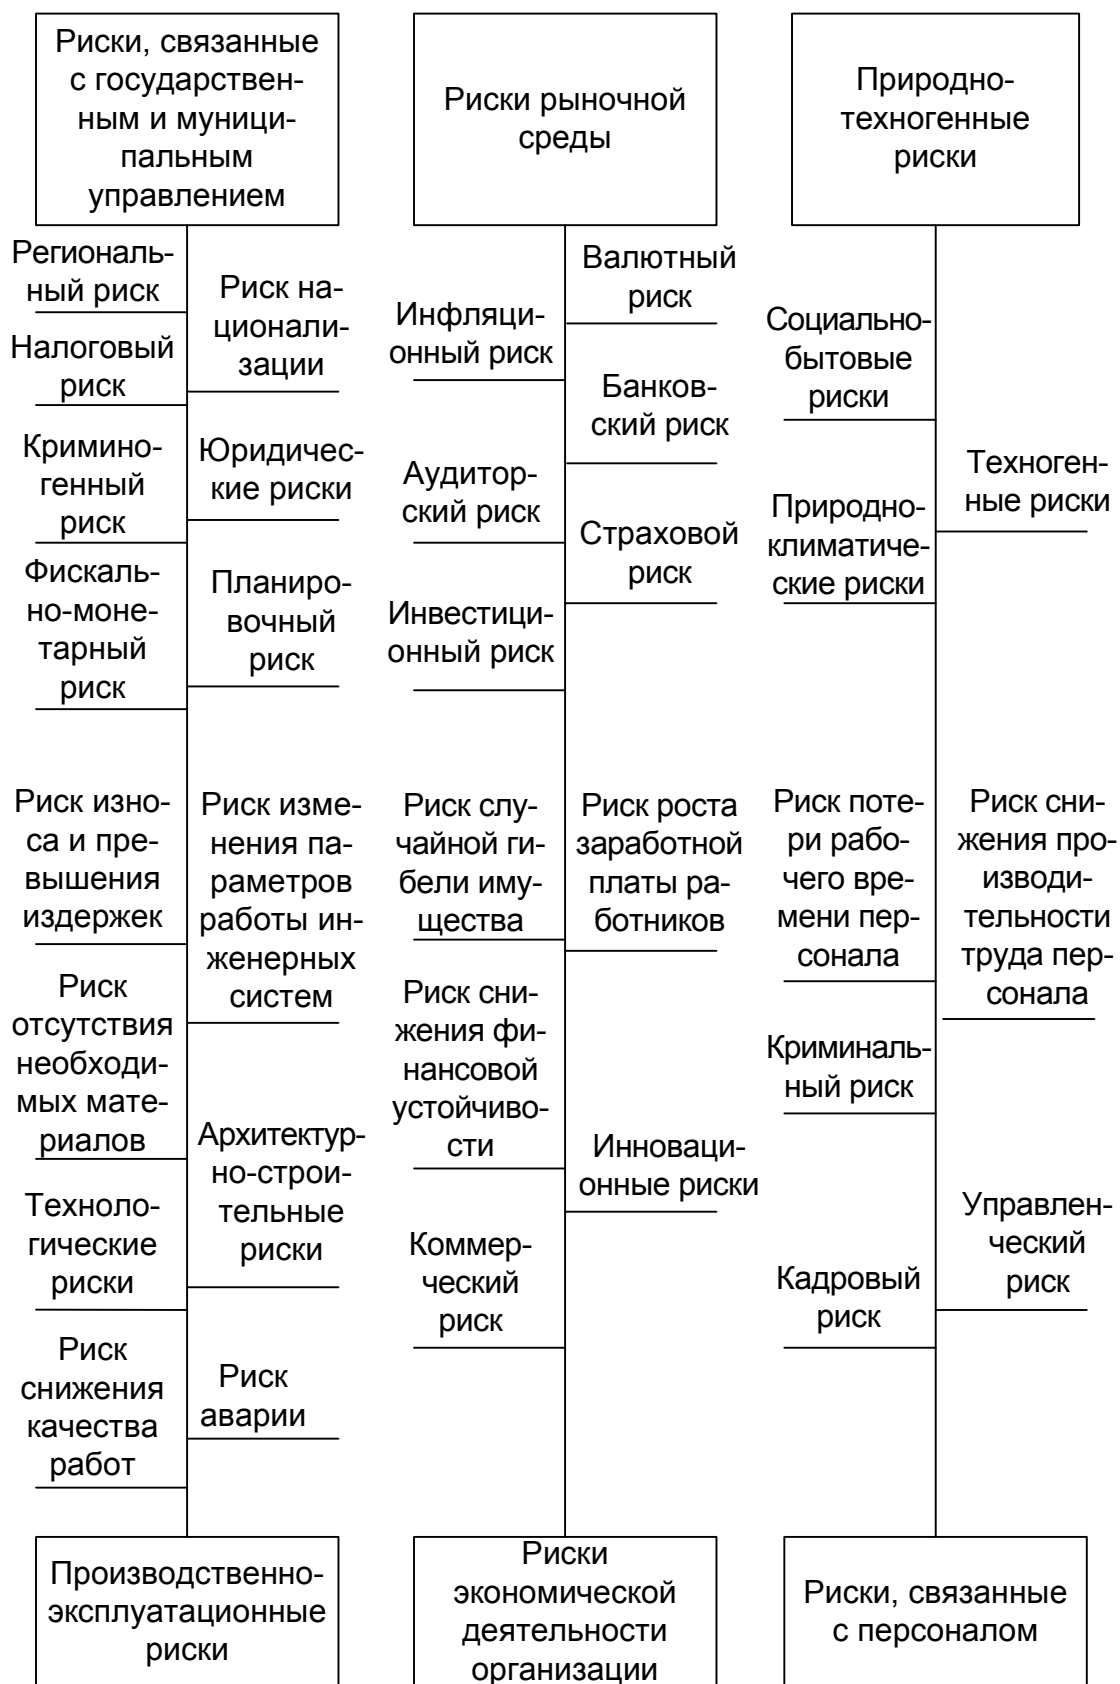 Риски, связанные
с государствен-
ным и муници-
пальным
управлением
Риски рыночной
среды
Природно-
техногенные
риски
Региональ-
ный риск
Риск на-
ционали-
зации
Налоговый
риск
Кримино-
генный
риск
Юридичес-
кие риски
Фискаль-
но-моне-
тарный
риск
Планиро-
вочный
риск
Валютный
риск
Инфляци-
онный риск
Банков-
ский риск
Аудитор-
ский риск
Страховой
риск
Инвестици-
онный риск
Социально-
бытовые
риски
Техноген-
ные риски
Природно-
климатиче-
ские риски
Риск изно-
са и пре-
вышения
издержек
Риск изме-
нения па-
раметров
работы ин-
женерных
систем
Риск
отсутствия
необходи-
мых мате-
риалов
Архитектур-
но-строи-
тельные
риски
Техноло-
гические
риски
Риск
снижения
качества
работ
Риск
аварии
Риск слу-
чайной ги-
бели иму-
щества
Риск роста
заработной
платы ра-
ботников
Риск сни-
жения фи-
нансовой
устойчиво-
сти
Инноваци-
онные риски
Коммер-
ческий
риск
Риск поте-
ри рабо-
чего вре-
мени пер-
сонала
Риск сни-
жения про-
изводи-
тельности
труда пер-
сонала
Криминаль-
ный риск
Управлен-
ческий
риск
Кадровый
риск
Производственно-
эксплуатационные
риски
Риски
экономической
деятельности
организации
Риски, связанные
с персоналом